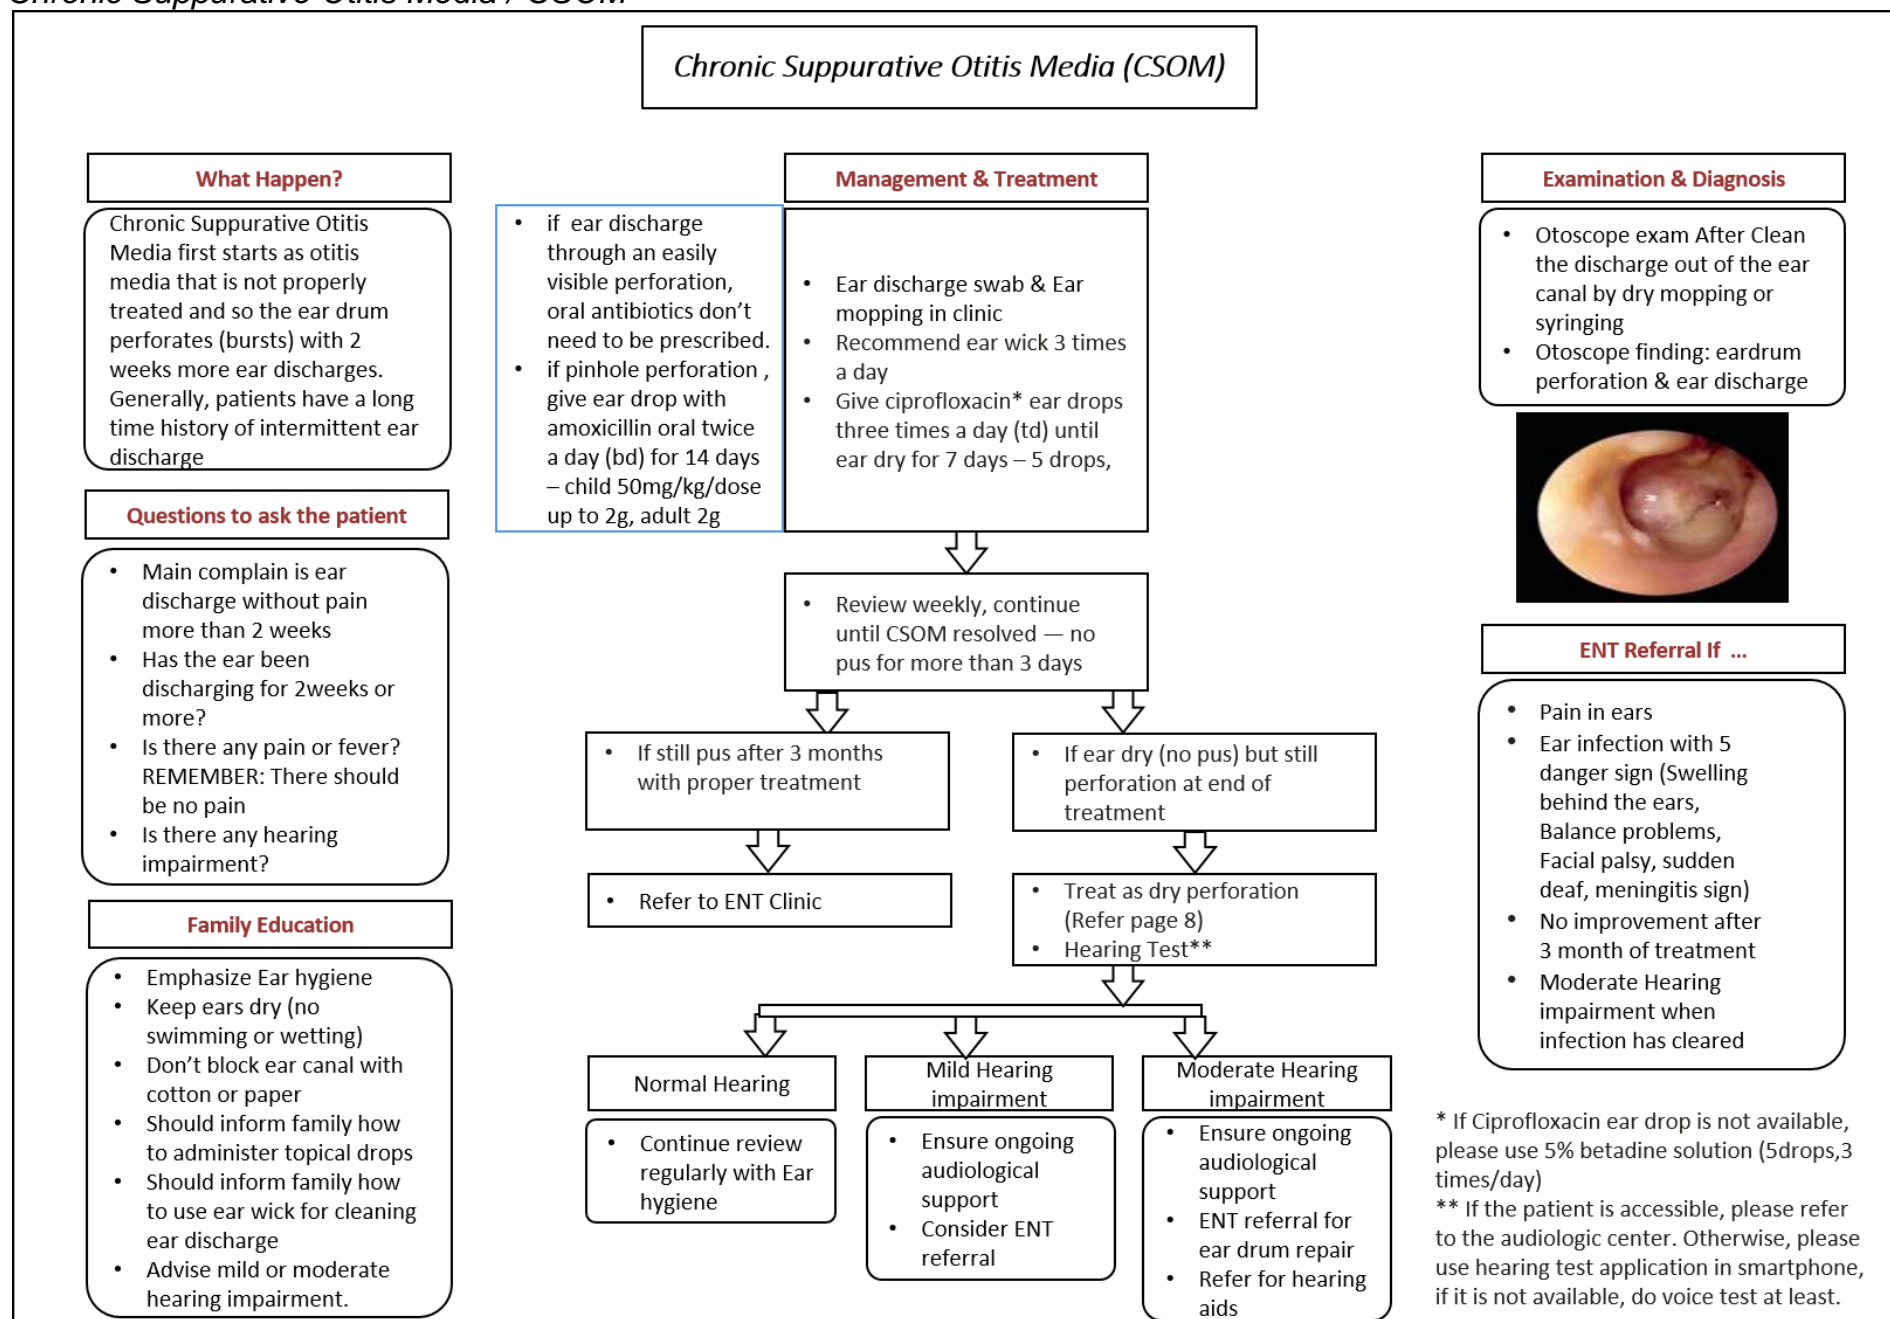 Chronic Suppurative Otitis Media / CSOM
Chronic Suppurative Otitis Media (CSOM)
What Happen?
Chronic Suppurative Otitis
Media first starts as otitis
media that is not properly
treated and so the ear drum
perforates (bursts) with 2
weeks more ear discharges.
Generally, patients have a long
time history of intermittent ear
discharge
Questions to ask the patient
• Main complain is ear
discharge without pain
more than 2 weeks
• Has the ear been
discharging for 2weeks or
more?
• Is there any pain or fever?
REMEMBER: There should
be no pain
• Is there any hearing
impairment?
Family Education
• Emphasize Ear hygiene
• Keep ears dry (no
swimming or wetting)
• Don't block ear canal with
cotton or paper
• Should inform family how
to administer topical drops
• Should inform family how
to use ear wick for cleaning
ear discharge
• Advise mild or moderate
hearing impairment.
• if  ear discharge
through an easily
visible perforation,
oral antibiotics don't
need to be prescribed.
• if pinhole perforation ,
give ear drop with
amoxicillin oral twice
a day (bd) for 14 days
– child 50mg/kg/dose
up to 2g, adult 2g
Management & Treatment
• Ear discharge swab & Ear
mopping in clinic
• Recommend ear wick 3 times
a day
• Give ciprofloxacin* ear drops
three times a day (td) until
ear dry for 7 days – 5 drops,
• Review weekly, continue
until CSOM resolved — no
pus for more than 3 days
• If still pus after 3 months
with proper treatment
• Refer to ENT Clinic
• If ear dry (no pus) but still
perforation at end of
treatment
• Treat as dry perforation
(Refer page 8)
• Hearing Test**
Normal Hearing
• Continue review
regularly with Ear
hygiene
Mild Hearing
impairment
• Ensure ongoing
audiological
support
• Consider ENT
referral
Moderate Hearing
impairment
• Ensure ongoing
audiological
support
• ENT referral for
ear drum repair
• Refer for hearing
aids
Examination & Diagnosis
• Otoscope exam After Clean
the discharge out of the ear
canal by dry mopping or
syringing
• Otoscope finding: eardrum
perforation & ear discharge
ENT Referral If  ...
• Pain in ears
• Ear infection with 5
danger sign (Swelling
behind the ears,
Balance problems,
Facial palsy, sudden
deaf, meningitis sign)
• No improvement after
3 month of treatment
• Moderate Hearing
impairment when
infection has cleared
* If Ciprofloxacin ear drop is not available,
please use 5% betadine solution (5drops,3
times/day)
** If the patient is accessible, please refer
to the audiologic center. Otherwise, please
use hearing test application in smartphone,
if it is not available, do voice test at least.